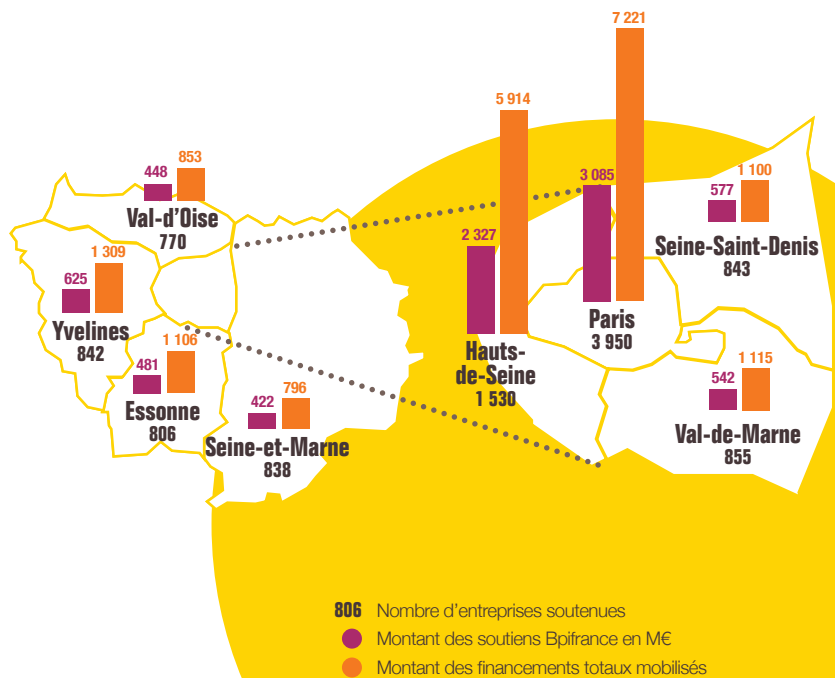 7 221
5 914
853
448
Val-d'Oise
770
3 085
1 100
577
Seine-Saint-Denis
843
2 327
1 309
625
Yvelines
842
Paris
3 950
1 106
481
Essonne
806
Hauts-
de-Seine
1 530
1 115
542
Val-de-Marne
855
796
422
Seine-et-Marne
838
806 Nombre d'entreprises soutenues
Montant des soutiens Bpifrance en M€
Montant des financements totaux mobilisés